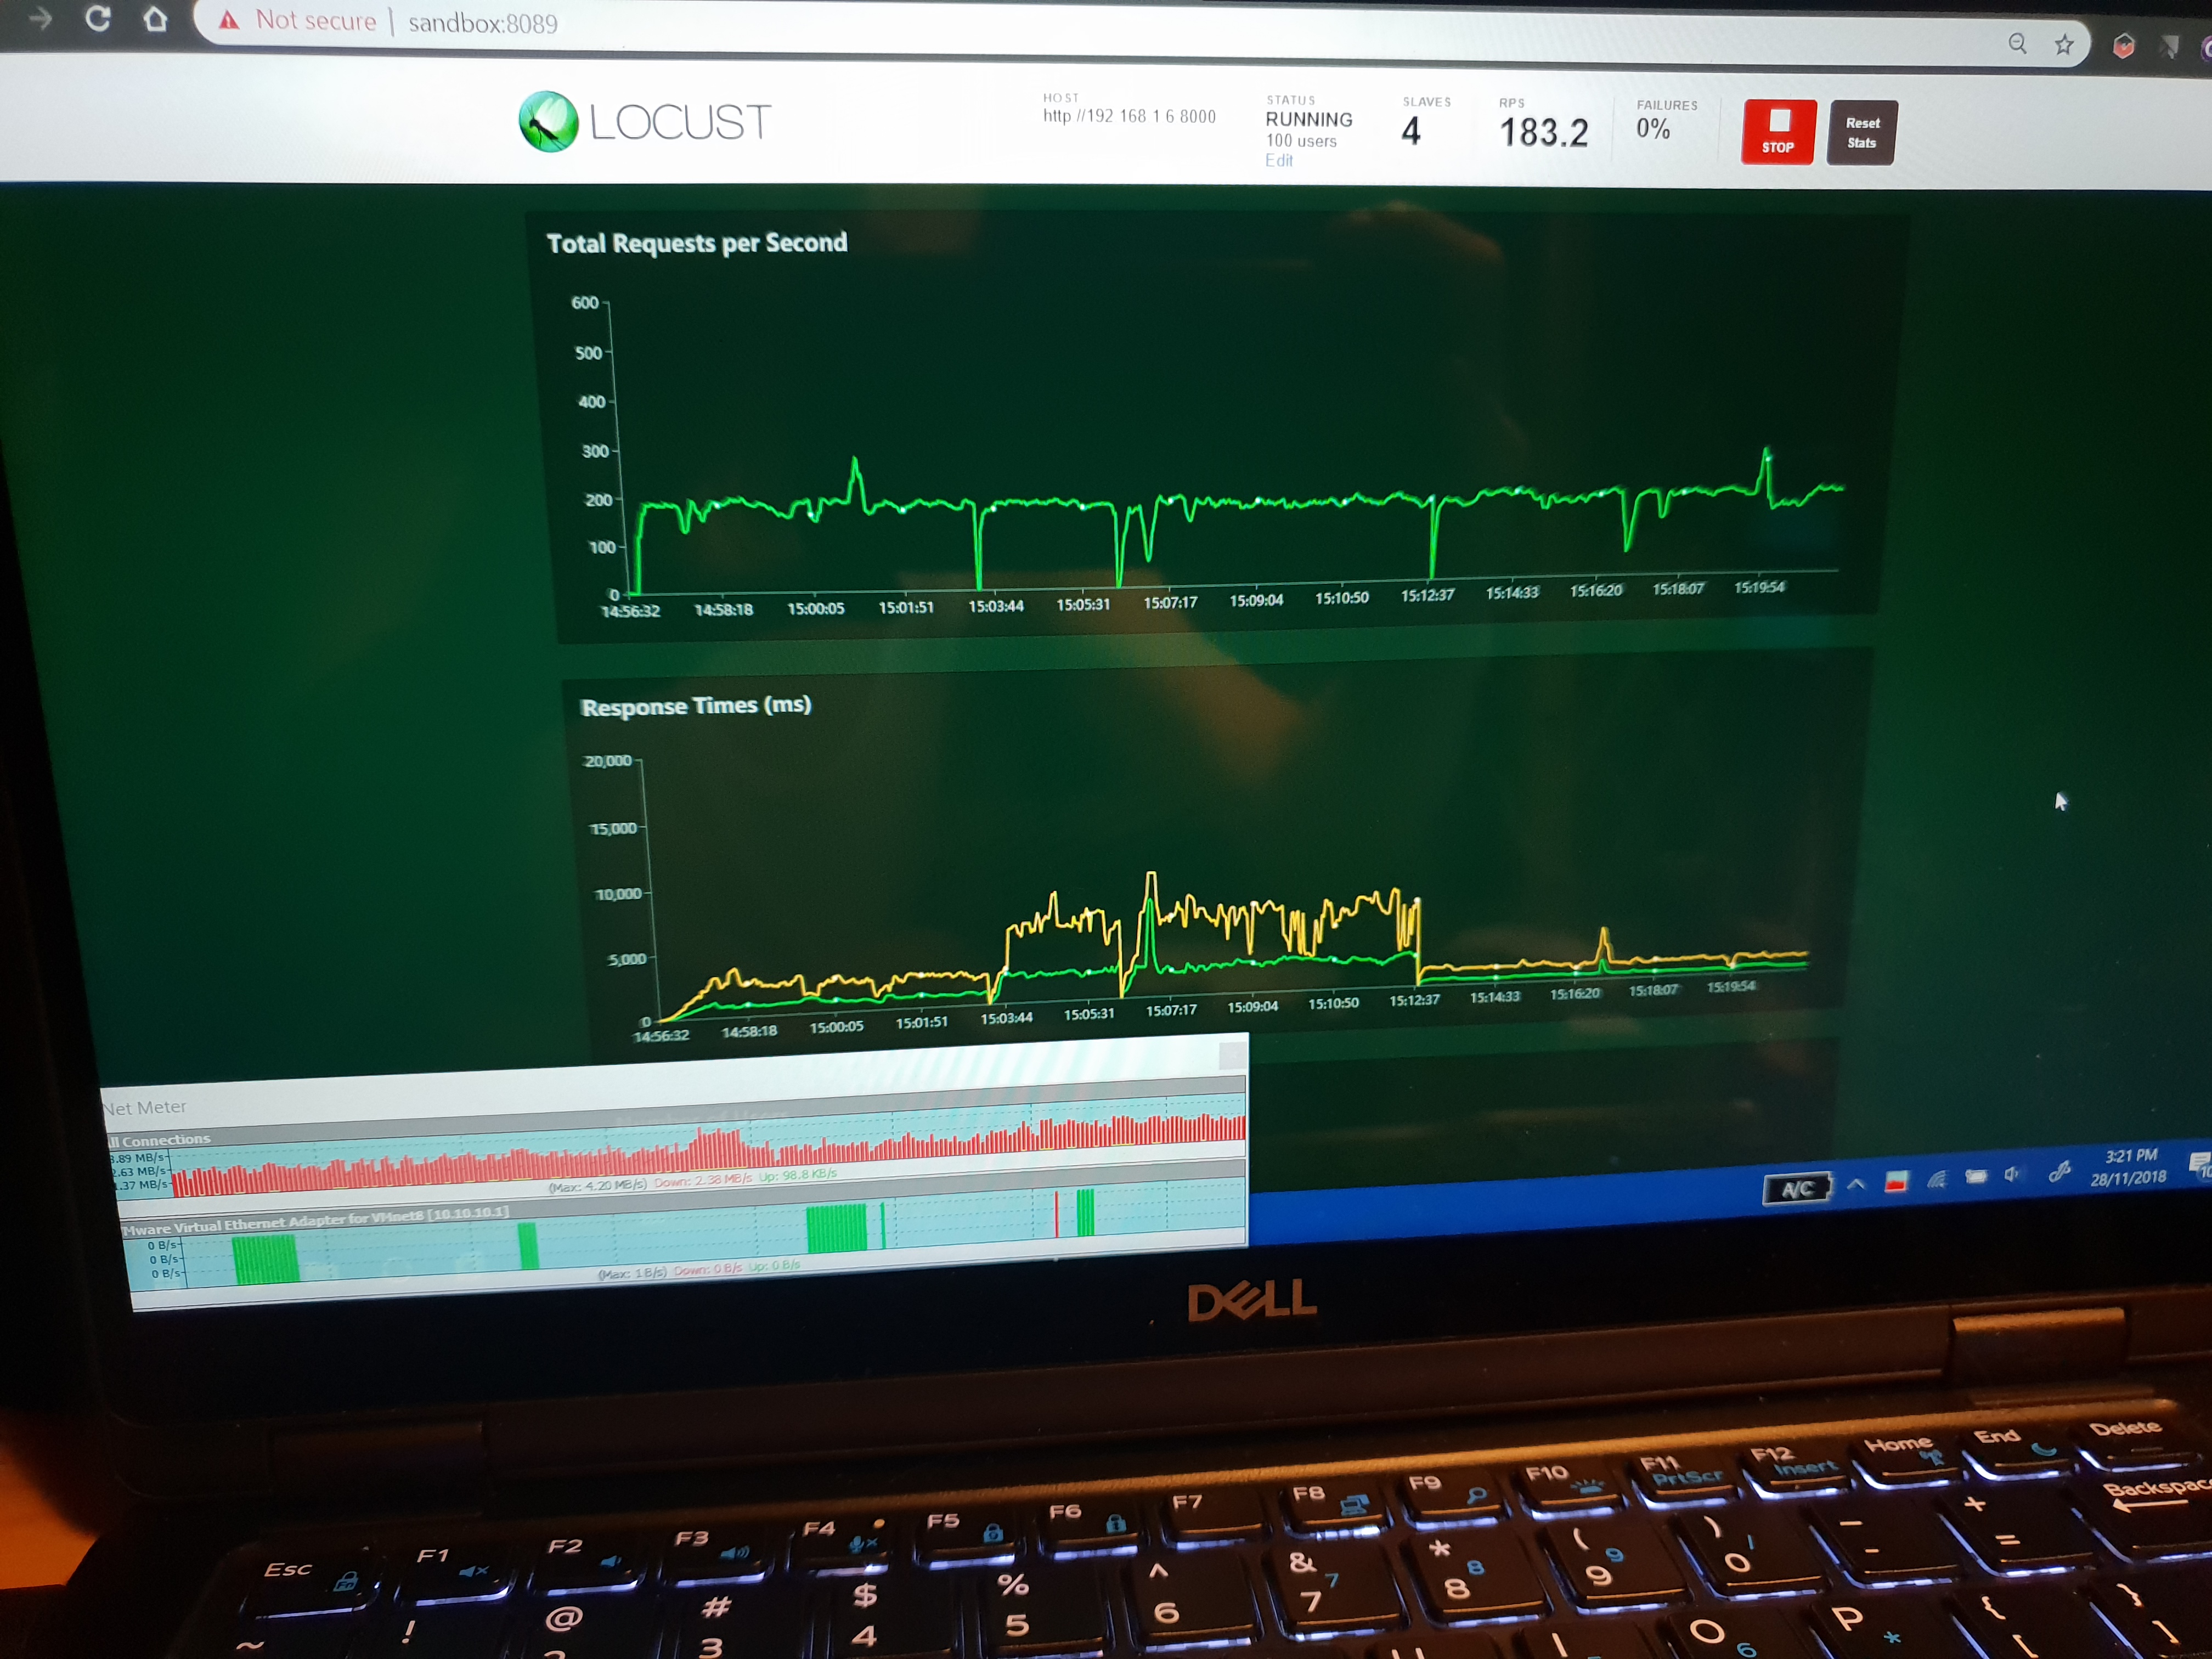 Not secure | sandbox:8089
LOCUST
HOST
http //192 168 1 6 8000
STATUS
RUNNING
100 users
Edit
SLAVES
4
RPS
183.2
FAILURES
0%
STOP
Reset
Stats
Total Requests per Second
600
500
400
300
200
100
0
14:56:32 14:58:18 15:00:05 15:01:51 15:03:44 15:05:31 15:07:17 15:09:04 15:10:50 15:12:37 15:14:33 15:16:20 15:18:07 15:19:54
Response Times (ms)
20,000
15,000
10,000
5,000
0
14:56:32 14:58:18 15:00:05 15:01:51 15:03:44 15:05:31 15:07:17 15:09:04 15:10:50 15:12:37 15:14:33 15:16:20 15:18:07 15:19:54
Net Meter
ll Connections
.89 MB/s
.63 MB/s
.37 MB/s
(Max: 4.20 MB/s) Down: 2.38 MB/s Up: 98.8 KB/s
Mware Virtual Ethernet Adapter for VMnet8 [10.10.10.1]
0 B/s
0 B/s
0 B/s
(Max: 1 B/s) Down: 0 B/s Up: 0 B/s
A/C
3:21 PM
28/11/2018
10
DELL
Esc F1 F2 F3 F4 F5 F6 F7 F8 F9 F10 F11 PrtScr F12 Insert Home End Delete
~ ! @ # 3 $ 4 % 5 ^ 6 & 7 7 * 8 8 ( 9 9 ) 0 / _ - + = Backspac
U I O 6 P * { [ } ]